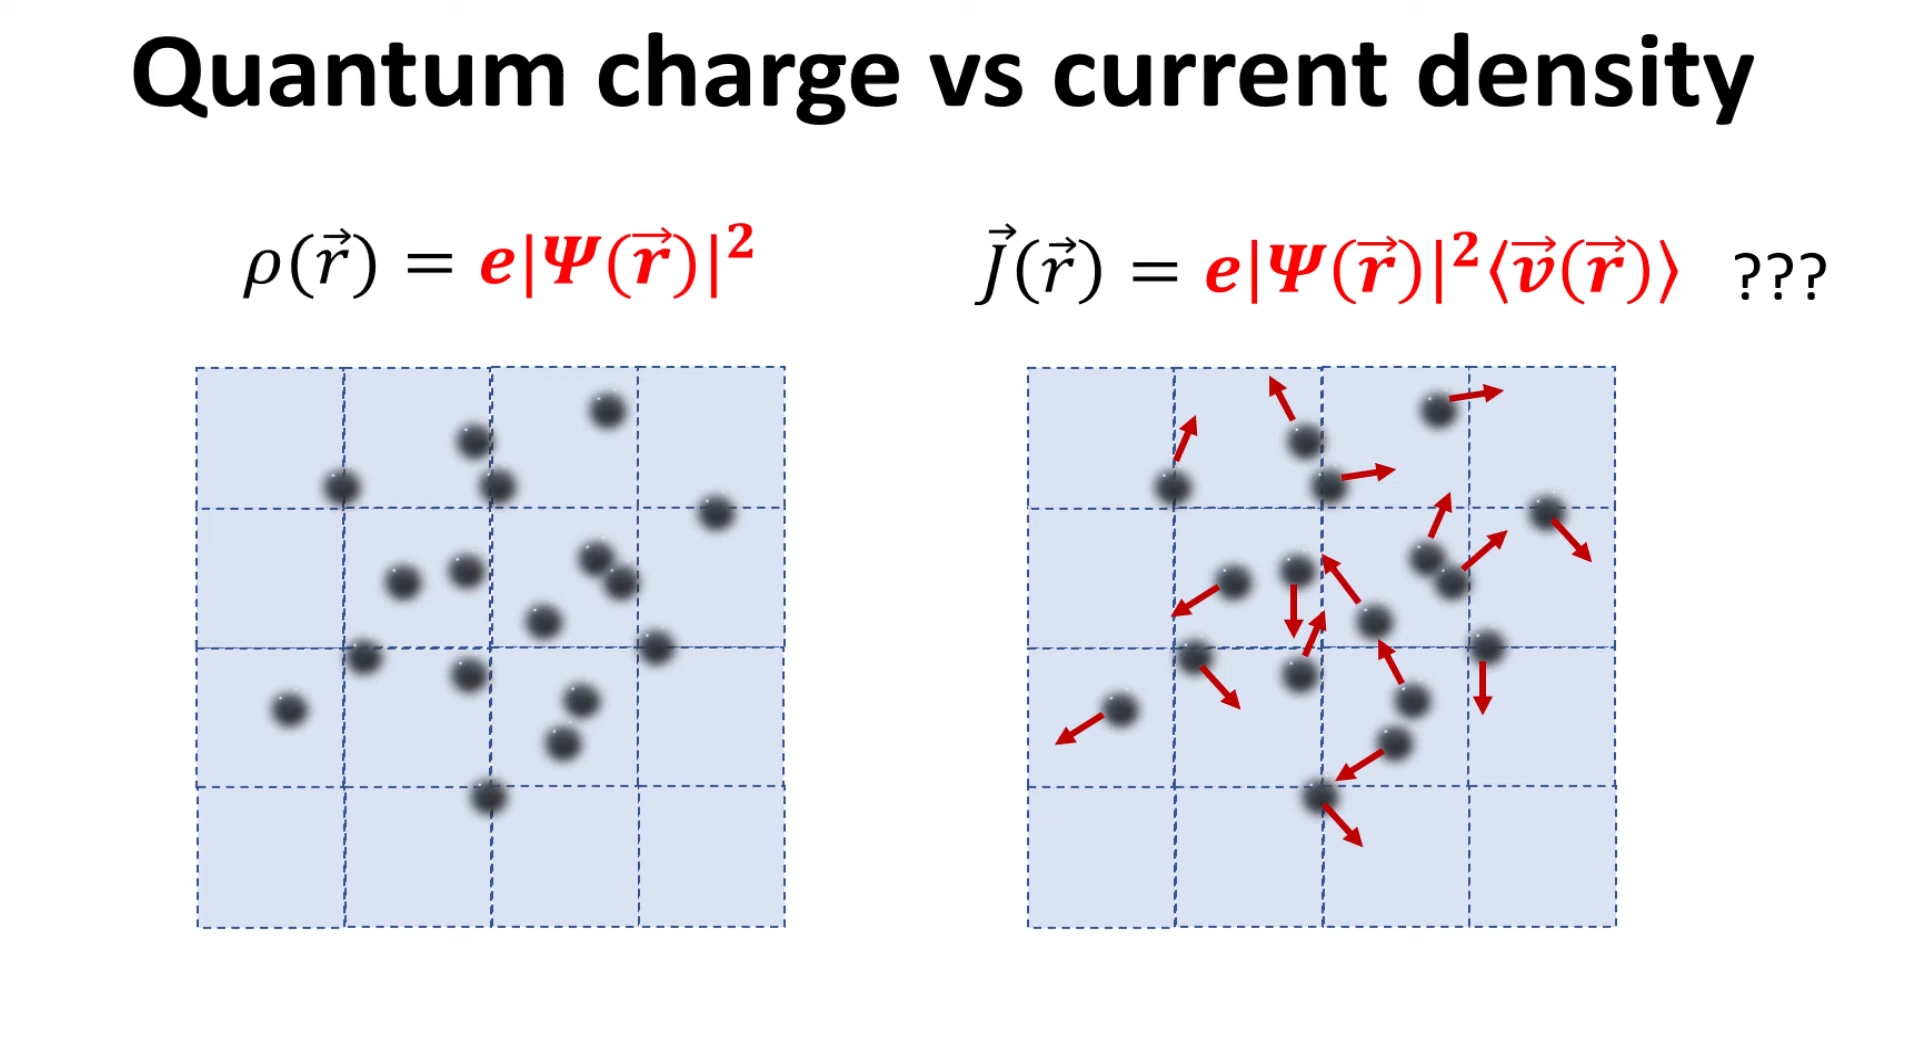 Quantum charge vs current density
ρ(r⃗) = e|Ψ(r⃗)|²
J⃗(r⃗) = e|Ψ(r⃗)|²⟨v⃗(r⃗)⟩ ???